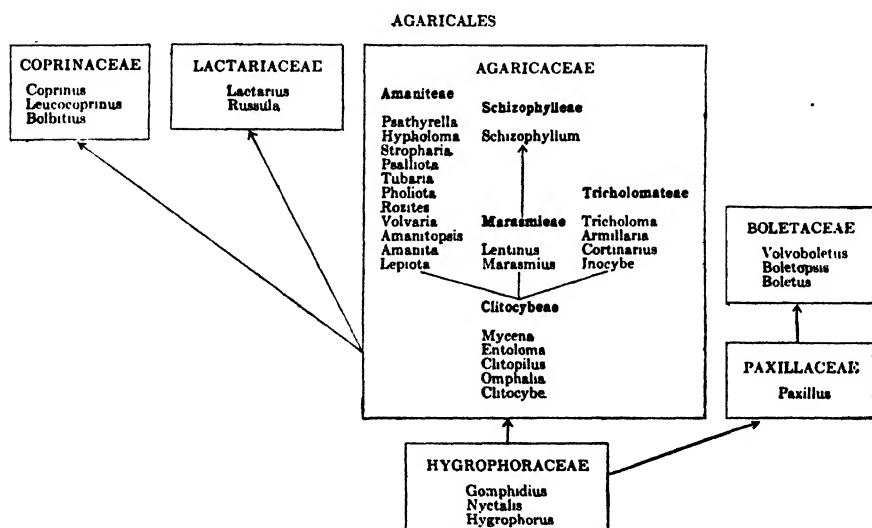 AGARICALES
COPRINACEAE
Coprinus
Leucocoprinus
Bolbitius
LACTARIACEAE
Lactarius
Russula
AGARICACEAE
Amaniteae
Psathyrella
Hypholoma
Stropharia
Psalliota
Tubaria
Pholiota
Rozites
Volvaria
Amanitopsis
Amanita
Lepiota
Schizophylleae
Schizophyllum
Marasmieae
Lentinus
Marasmius
Tricholomateae
Tricholoma
Armillaria
Cortinarius
Inocybe
Clitocybeae
Mycena
Entoloma
Clitopilus
Omphalia
Clitocybe
BOLETACEAE
Volvoboletus
Boletopsis
Boletus
PAXILLACEAE
Paxillus
HYGROPHORACEAE
Gomphidius
Nyctalis
Hygrophorus